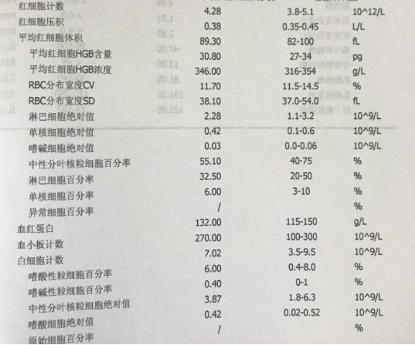 红细胞计数 4.28 3.8-5.1 10^12/L
红细胞压积 0.38 0.35-0.45 L/L
平均红细胞体积 89.30 82-100 fL
平均红细胞HGB含量 30.80 27-34 pg
平均红细胞HGB浓度 346.00 316-354 g/L
RBC分布宽度CV 11.70 11.5-14.5 %
RBC分布宽度SD 38.10 37.0-54.0 fL
淋巴细胞绝对值 2.28 1.1-3.2 10^9/L
单核细胞绝对值 0.42 0.1-0.6 10^9/L
嗜碱细胞绝对值 0.03 0.0-0.06 10^9/L
中性分叶核粒细胞百分率 55.10 40-75 %
淋巴细胞百分率 32.50 20-50 %
单核细胞百分率 6.00 3-10 %
异常细胞百分率 / %
血红蛋白 132.00 115-150 g/L
血小板计数 270.00 100-300 10^9/L
白细胞计数 7.02 3.5-9.5 10^9/L
嗜酸性粒细胞百分率 6.00 0.4-8.0 %
嗜碱性粒细胞百分率 0.40 0-1 %
中性分叶核粒细胞绝对值 3.87 1.8-6.3 10^9/L
嗜酸细胞绝对值 0.42 0.02-0.52 10^9/L
原始细胞百分率 / %